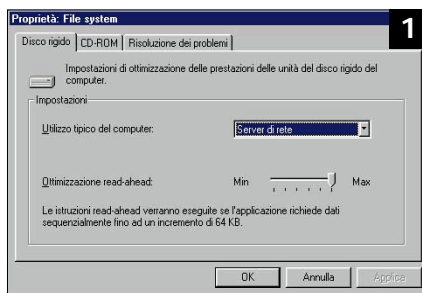 Proprietà: File system
1
Disco rigido CD-ROM Risoluzione dei problemi
Impostazioni di ottimizzazione delle prestazioni delle unità del disco rigido del
computer.
Impostazioni
Utilizzo tipico del computer: Server di rete
Ottimizzazione read-ahead: Min Max
Le istruzioni read-ahead verranno eseguite se l'applicazione richiede dati
sequenzialmente fino ad un incremento di 64 KB.
OK Annulla Applica